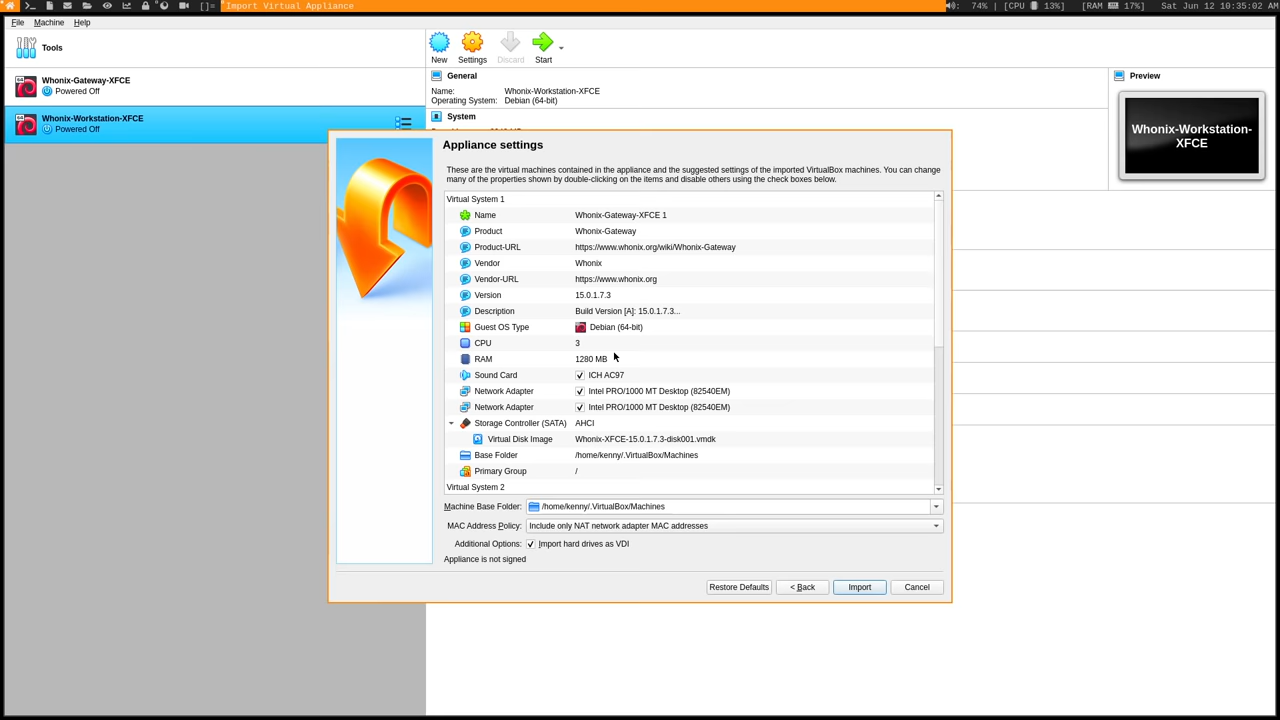 []= Import Virtual Appliance
74% | [CPU 13%] [RAM 17%] Sat Jun 12 10:35:02 AM
File Machine Help
Tools
New Settings Discard Start
Whonix-Gateway-XFCE
Powered Off
Whonix-Workstation-XFCE
Powered Off
General
Name: Whonix-Workstation-XFCE
Operating System: Debian (64-bit)
System
Preview
Whonix-Workstation-
XFCE
Appliance settings
These are the virtual machines contained in the appliance and the suggested settings of the imported VirtualBox machines. You can change
many of the properties shown by double-clicking on the items and disable others using the check boxes below.
Virtual System 1
Name Whonix-Gateway-XFCE 1
Product Whonix-Gateway
Product-URL https://www.whonix.org/wiki/Whonix-Gateway
Vendor Whonix
Vendor-URL https://www.whonix.org
Version 15.0.1.7.3
Description Build Version [A]: 15.0.1.7.3...
Guest OS Type Debian (64-bit)
CPU 3
RAM 1280 MB
Sound Card ICH AC97
Network Adapter Intel PRO/1000 MT Desktop (82540EM)
Network Adapter Intel PRO/1000 MT Desktop (82540EM)
Storage Controller (SATA) AHCI
Virtual Disk Image Whonix-XFCE-15.0.1.7.3-disk001.vmdk
Base Folder /home/kenny/.VirtualBox/Machines
Primary Group /
Virtual System 2
Machine Base Folder: /home/kenny/.VirtualBox/Machines
MAC Address Policy: Include only NAT network adapter MAC addresses
Additional Options: Import hard drives as VDI
Appliance is not signed
Restore Defaults < Back Import Cancel